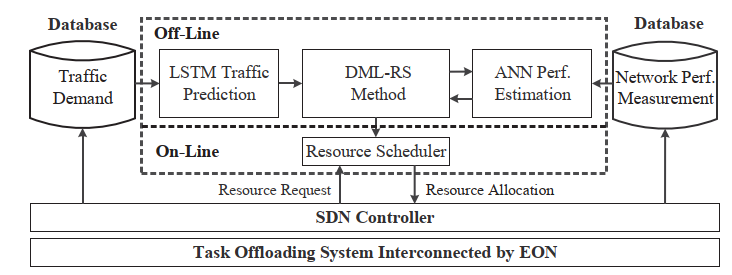 Database
Database
Off-Line
Traffic
Demand
LSTM Traffic
Prediction
DML-RS
Method
ANN Perf.
Estimation
Network Perf.
Measurement
On-Line
Resource Scheduler
Resource Request
Resource Allocation
SDN Controller
Task Offloading System Interconnected by EON